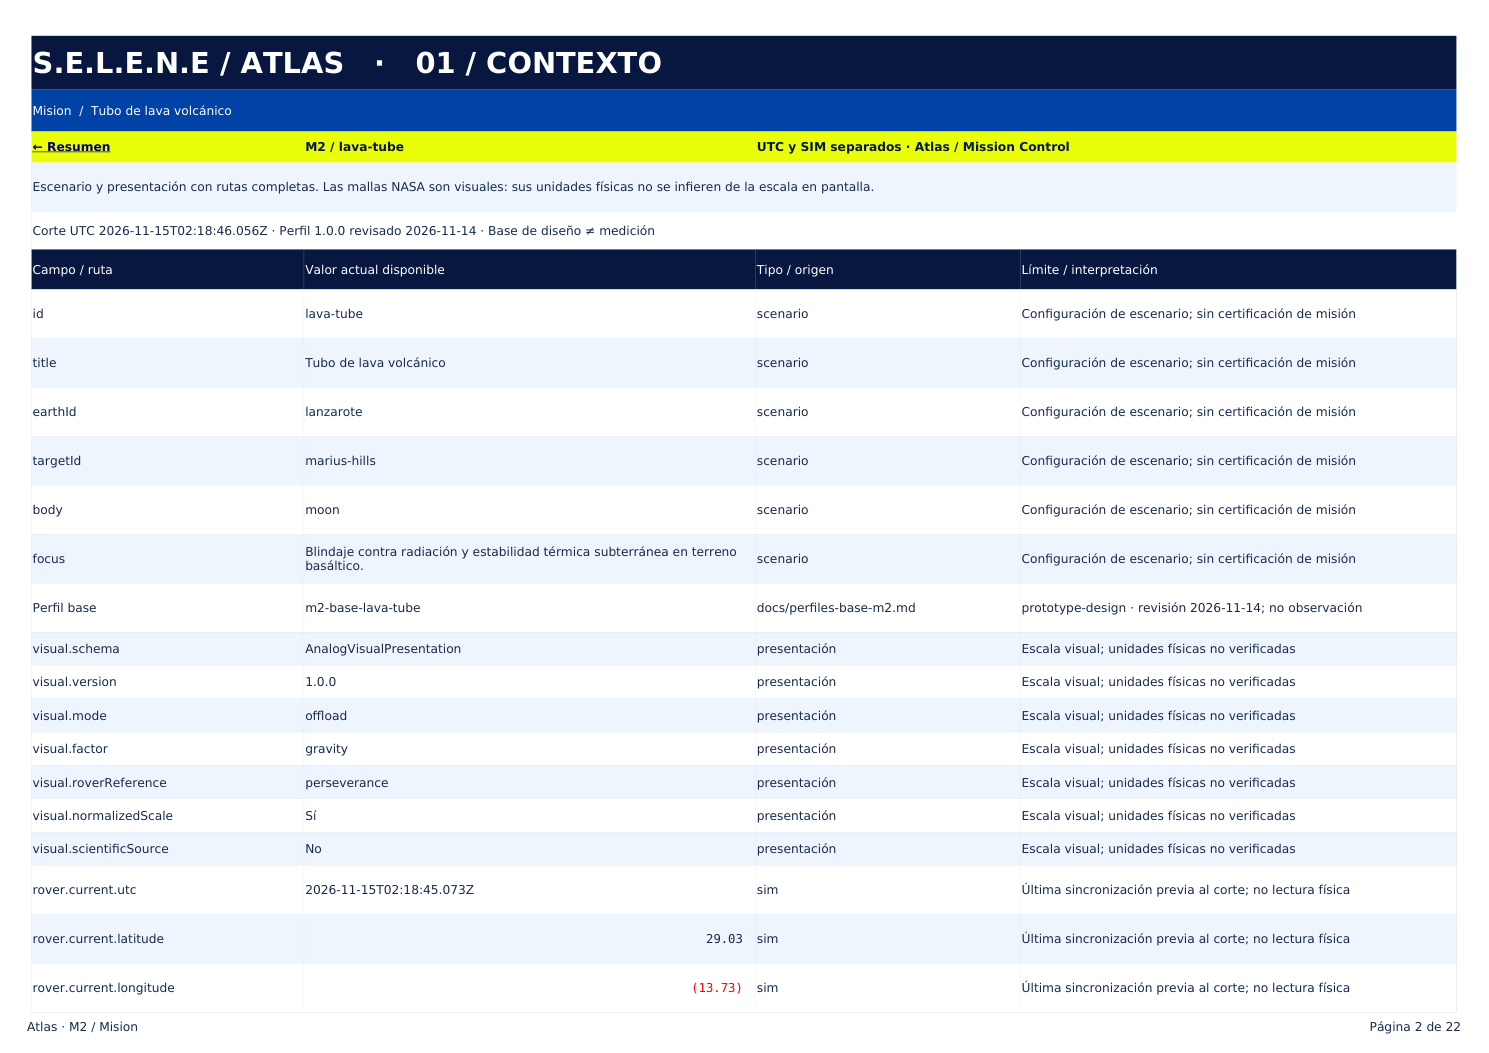 S.E.L.E.N.E / ATLAS · 01 / CONTEXTO
Mision / Tubo de lava volcánico
← Resumen M2 / lava-tube UTC y SIM separados · Atlas / Mission Control
Escenario y presentación con rutas completas. Las mallas NASA son visuales: sus unidades físicas no se infieren de la escala en pantalla.
Corte UTC 2026-11-15T02:18:46.056Z · Perfil 1.0.0 revisado 2026-11-14 · Base de diseño ≠ medición
Campo / ruta Valor actual disponible Tipo / origen Límite / interpretación
id lava-tube scenario Configuración de escenario; sin certificación de misión
title Tubo de lava volcánico scenario Configuración de escenario; sin certificación de misión
earthId lanzarote scenario Configuración de escenario; sin certificación de misión
targetId marius-hills scenario Configuración de escenario; sin certificación de misión
body moon scenario Configuración de escenario; sin certificación de misión
focus Blindaje contra radiación y estabilidad térmica subterránea en terreno
basáltico. scenario Configuración de escenario; sin certificación de misión
Perfil base m2-base-lava-tube docs/perfiles-base-m2.md prototype-design · revisión 2026-11-14; no observación
visual.schema AnalogVisualPresentation presentación Escala visual; unidades físicas no verificadas
visual.version 1.0.0 presentación Escala visual; unidades físicas no verificadas
visual.mode offload presentación Escala visual; unidades físicas no verificadas
visual.factor gravity presentación Escala visual; unidades físicas no verificadas
visual.roverReference perseverance presentación Escala visual; unidades físicas no verificadas
visual.normalizedScale Sí presentación Escala visual; unidades físicas no verificadas
visual.scientificSource No presentación Escala visual; unidades físicas no verificadas
rover.current.utc 2026-11-15T02:18:45.073Z sim Última sincronización previa al corte; no lectura física
rover.current.latitude 29.03 sim Última sincronización previa al corte; no lectura física
rover.current.longitude (13.73) sim Última sincronización previa al corte; no lectura física
Atlas · M2 / Mision Página 2 de 22